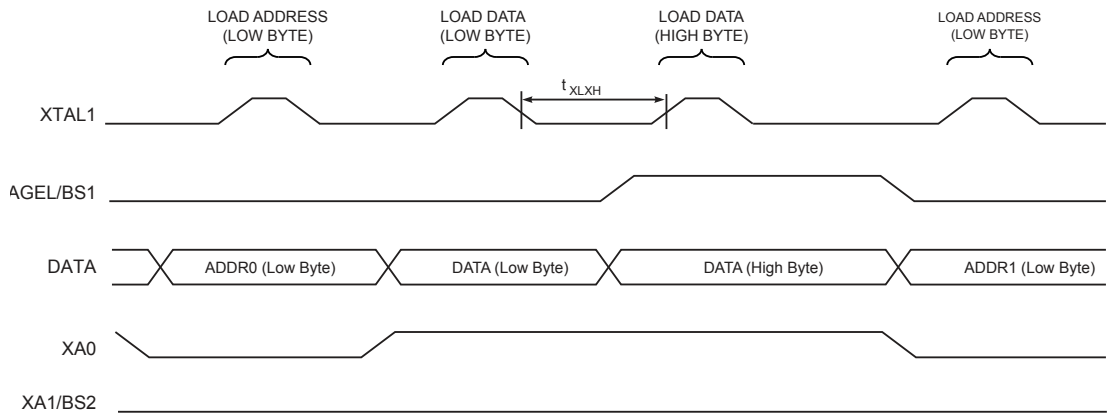 LOAD ADDRESS
(LOW BYTE)
LOAD DATA
(LOW BYTE)
LOAD DATA
(HIGH BYTE)
LOAD ADDRESS
(LOW BYTE)
t XLXH
XTAL1
AGEL/BS1
DATA
ADDR0 (Low Byte)
DATA (Low Byte)
DATA (High Byte)
ADDR1 (Low Byte)
XA0
XA1/BS2